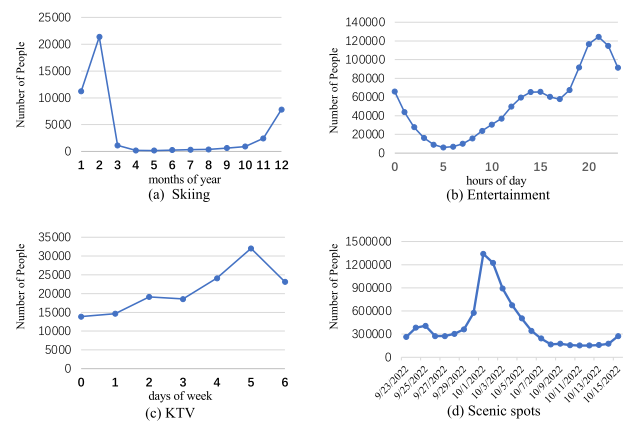 25000
20000
15000
10000
5000
0
Number of People
1 2 3 4 5 6 7 8 9 10 11 12
months of year
(a) Skiing
140000
120000
100000
80000
60000
40000
20000
0
Number of People
0 5 10 15 20
hours of day
(b) Entertainment
35000
30000
25000
20000
15000
10000
5000
0
Number of People
0 1 2 3 4 5 6
days of week
(c) KTV
1500000
1200000
900000
600000
300000
0
Number of People
9/23/2022 9/25/2022 9/27/2022 9/29/2022 10/1/2022 10/3/2022 10/5/2022 10/7/2022 10/9/2022 10/11/2022 10/13/2022 10/15/2022
(d) Scenic spots